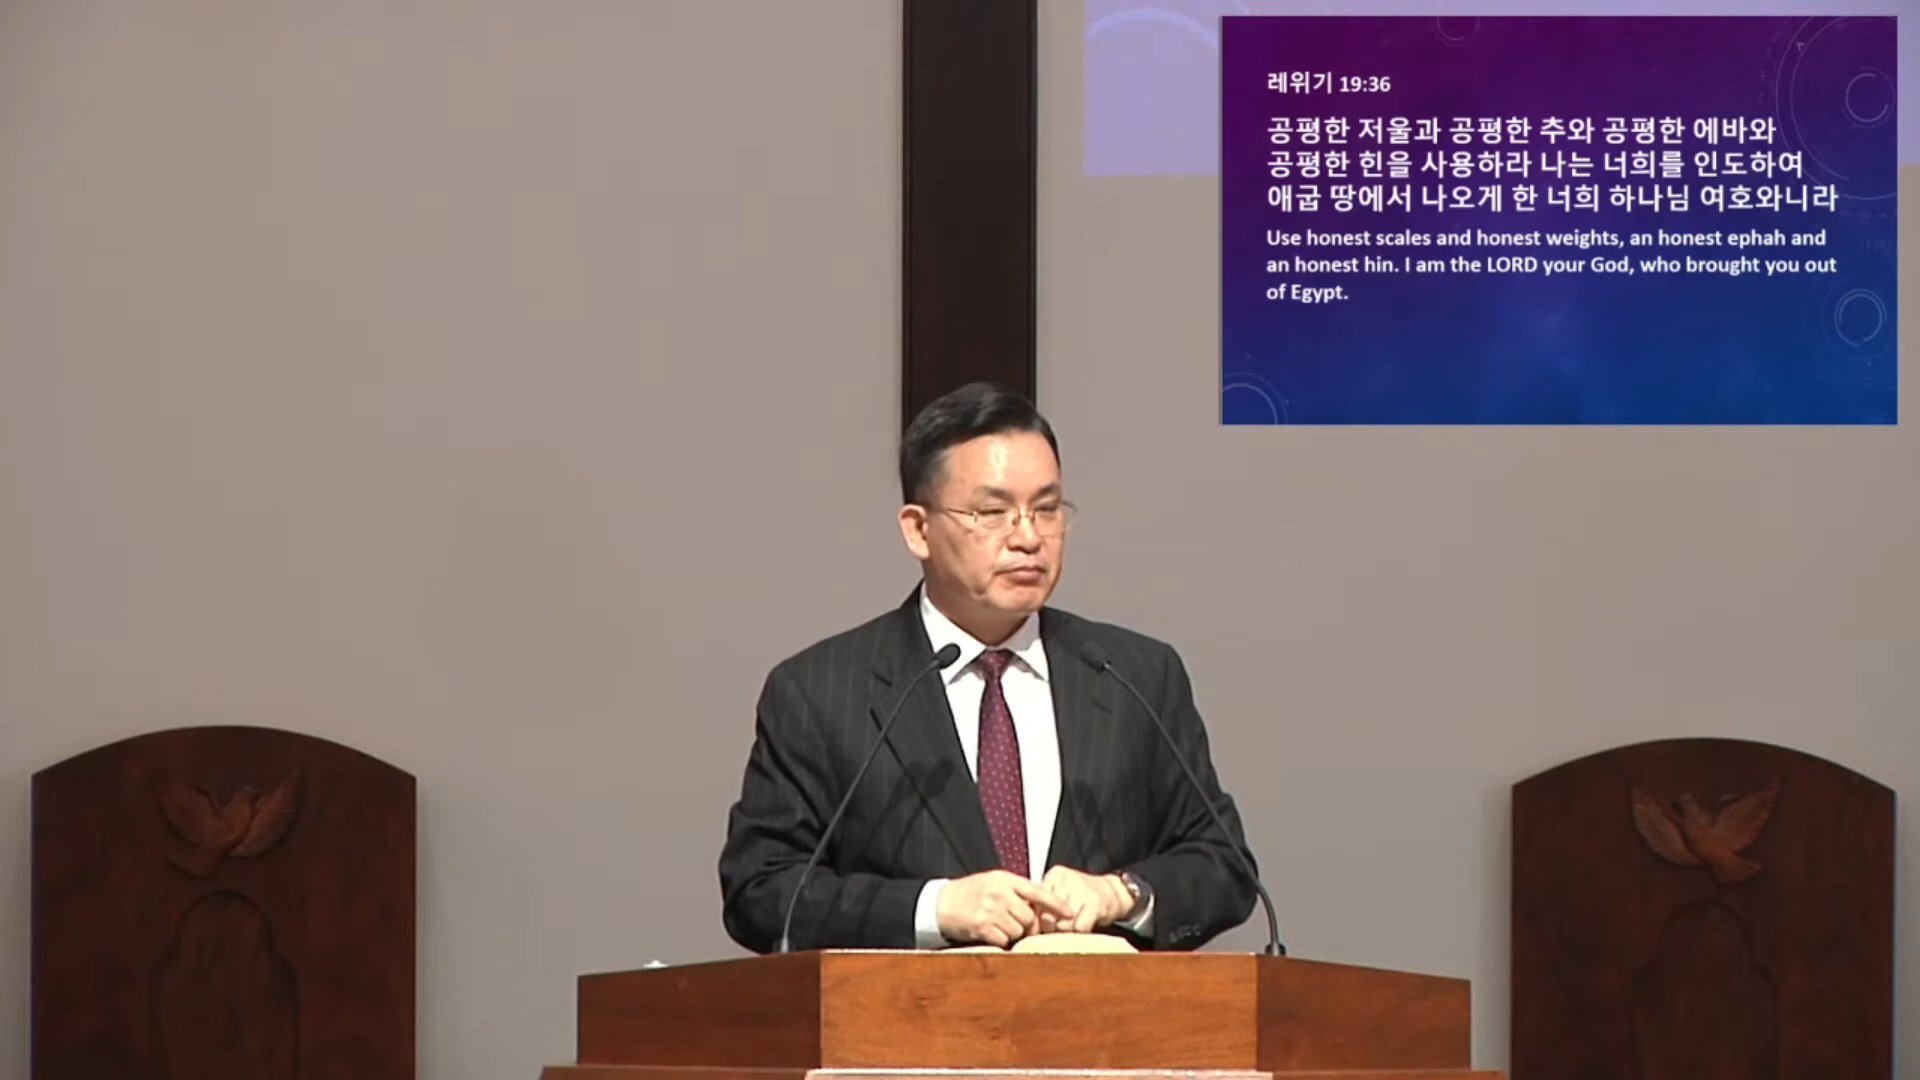 레위기 19:36
공평한 저울과 공평한 추와 공평한 에바와
공평한 힌을 사용하라 나는 너희를 인도하여
애굽 땅에서 나오게 한 너희 하나님 여호와니라
Use honest scales and honest weights, an honest ephah and
an honest hin. I am the LORD your God, who brought you out
of Egypt.